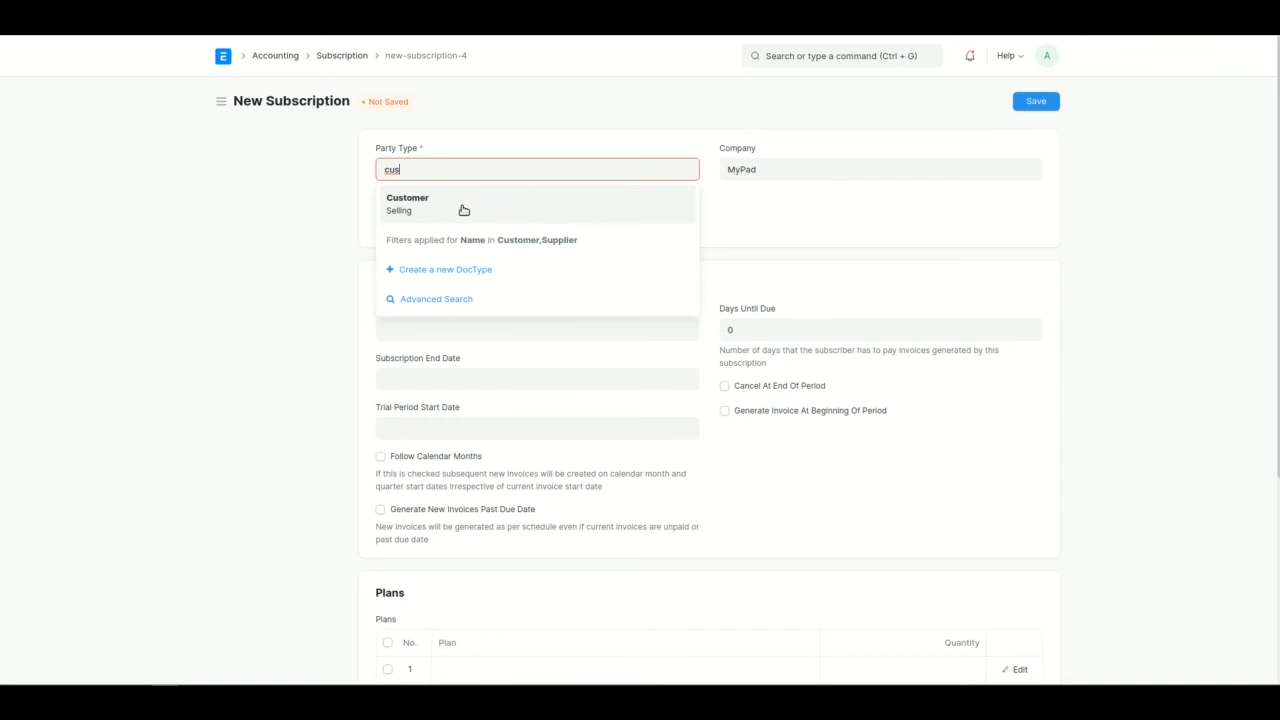 E
Accounting
Subscription
new-subscription-4
Search or type a command (Ctrl + G)
Help
A
New Subscription
• Not Saved
Save
Party Type *
Company
cus
MyPad
Customer
Selling
Filters applied for Name in Customer,Supplier
+ Create a new DocType
Advanced Search
Days Until Due
0
Number of days that the subscriber has to pay invoices generated by this
subscription
Subscription End Date
Cancel At End Of Period
Trial Period Start Date
Generate Invoice At Beginning Of Period
Follow Calendar Months
If this is checked subsequent new invoices will be created on calendar month and
quarter start dates irrespective of current invoice start date
Generate New Invoices Past Due Date
New invoices will be generated as per schedule even if current invoices are unpaid or
past due date
Plans
Plans
No.
Plan
Quantity
1
Edit